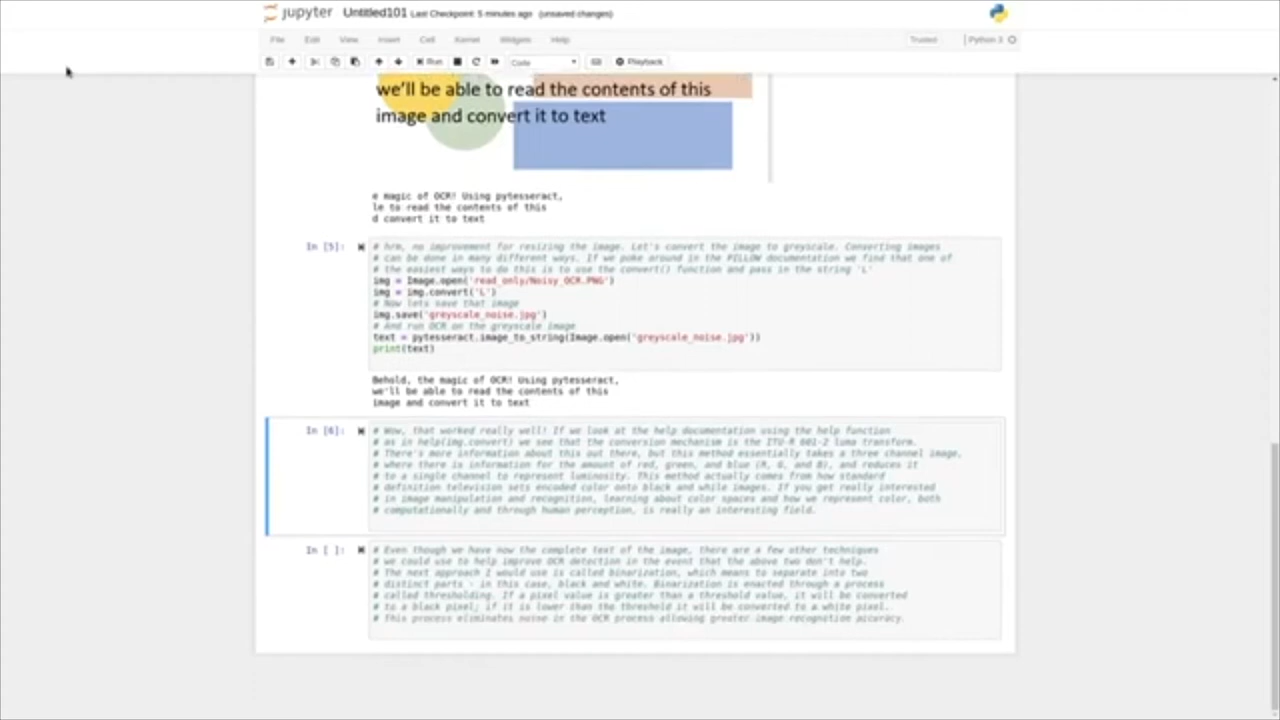 jupyter Untitled101 Last Checkpoint: 5 minutes ago (unsaved changes)
File Edit View Insert Cell Kernel Widgets Help Trusted Python 3
Run Code Playback
we'll be able to read the contents of this
image and convert it to text
e magic of OCR! Using pytesseract,
le to read the contents of this
d convert it to text
In [5]:
# hrm, no improvement for resizing the image. Let's convert the image to greyscale. Converting images
# can be done in many different ways. If we poke around in the PILLOW documentation we find that one of
# the easiest ways to do this is to use the convert() function and pass in the string 'L'
img = Image.open('read_only/Noisy_OCR.PNG')
img = img.convert('L')
# Now lets save that image
img.save('greyscale_noise.jpg')
# And run OCR on the greyscale image
text = pytesseract.image_to_string(Image.open('greyscale_noise.jpg'))
print(text)
Behold, the magic of OCR! Using pytesseract,
we'll be able to read the contents of this
image and convert it to text
In [6]:
# Wow, that worked really well! If we look at the help documentation using the help function
# as in help(img.convert) we see that the conversion mechanism is the ITU-R 601-2 luma transform.
# There's more information about this out there, but this method essentially takes a three channel image,
# where there is information for the amount of red, green, and blue (R, G, and B), and reduces it
# to a single channel to represent luminosity. This method actually comes from how standard
# definition television sets encoded color onto black and while images. If you get really interested
# in image manipulation and recognition, learning about color spaces and how we represent color, both
# computationally and through human perception, is really an interesting field.
In [ ]:
# Even though we have now the complete text of the image, there are a few other techniques
# we could use to help improve OCR detection in the event that the above two don't help.
# The next approach I would use is called binarization, which means to separate into two
# distinct parts - in this case, black and white. Binarization is enacted through a process
# called thresholding. If a pixel value is greater than a threshold value, it will be converted
# to a black pixel; if it is lower than the threshold it will be converted to a white pixel.
# This process eliminates noise in the OCR process allowing greater image recognition accuracy.